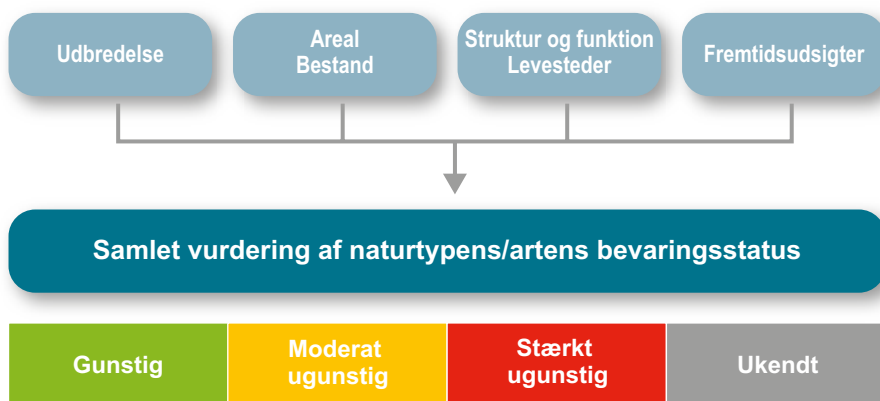 Udbredelse
Areal
Bestand
Struktur og funktion
Levesteder
Fremtidsudsigter
Samlet vurdering af naturtypens/artens bevaringsstatus
Gunstig
Moderat
ugunstig
Stærkt
ugunstig
Ukendt